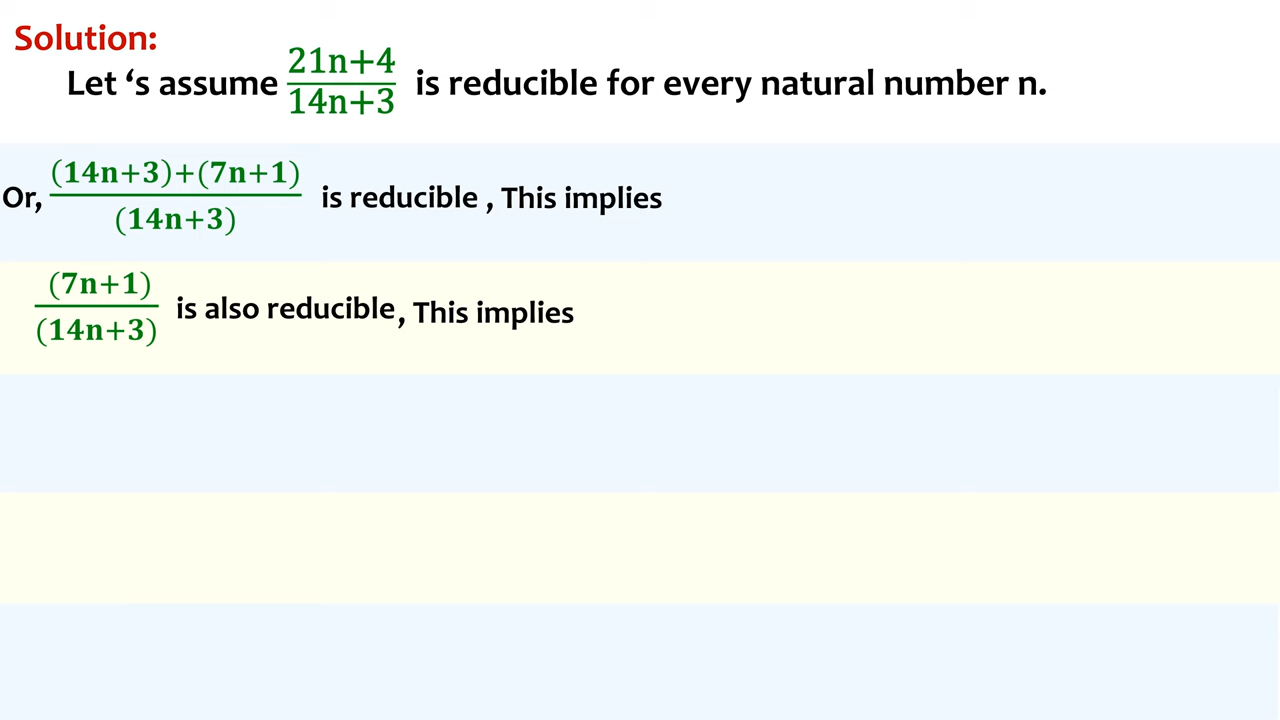 Solution:
Let ‘s assume (21n+4)/(14n+3) is reducible for every natural number n.
Or, ((14n+3)+(7n+1))/(14n+3) is reducible , This implies
(7n+1)/(14n+3) is also reducible, This implies